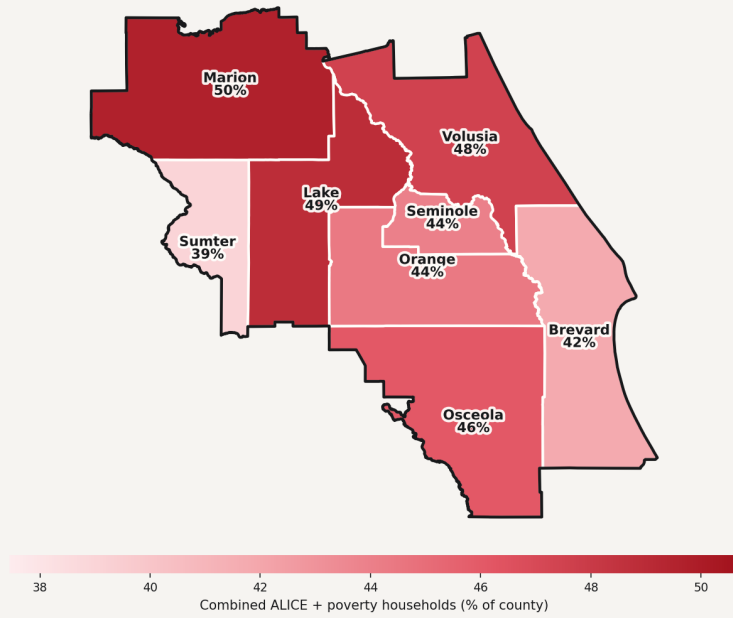 Marion
50%
Volusia
48%
Lake
49%
Seminole
44%
Sumter
39%
Orange
44%
Brevard
42%
Osceola
46%
38 40 42 44 46 48 50
Combined ALICE + poverty households (% of county)